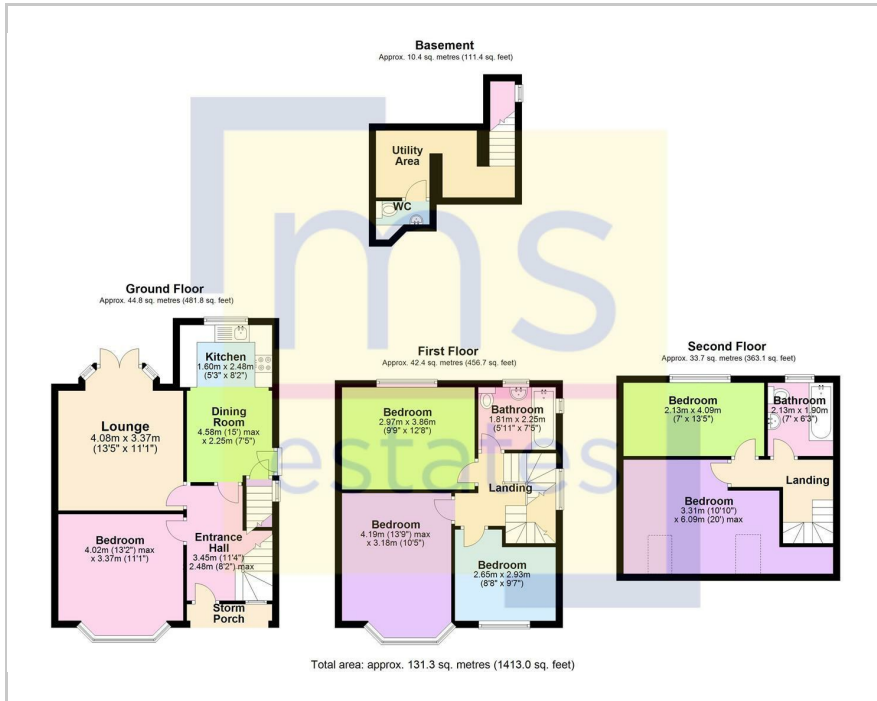 Basement
Approx. 10.4 sq. metres (111.4 sq. feet)
Utility
Area
WC
Ground Floor
Approx. 44.8 sq. metres (481.8 sq. feet)
Kitchen
1.60m x 2.48m
(5'3" x 8'2")
Lounge
4.08m x 3.37m
(13'5" x 11'1")
Dining
Room
4.58m (15') max
x 2.25m (7'5")
Bedroom
4.02m (13'2") max
x 3.37m (11'1")
Entrance
Hall
3.45m (11'4")
2.48m (8'2") max
Storm
Porch
First Floor
Approx. 42.4 sq. metres (456.7 sq. feet)
Bedroom
2.97m x 3.86m
(9'9" x 12'8")
Bathroom
1.81m x 2.25m
(5'11" x 7'5")
Landing
Bedroom
4.19m (13'9") max
x 3.18m (10'5")
Bedroom
2.65m x 2.93m
(8'8" x 9'7")
Second Floor
Approx. 33.7 sq. metres (363.1 sq. feet)
Bedroom
2.13m x 4.09m
(7' x 13'5")
Bathroom
2.13m x 1.90m
(7' x 6'3")
Landing
Bedroom
3.31m (10'10")
x 6.09m (20') max
Total area: approx. 131.3 sq. metres (1413.0 sq. feet)
ms
estates